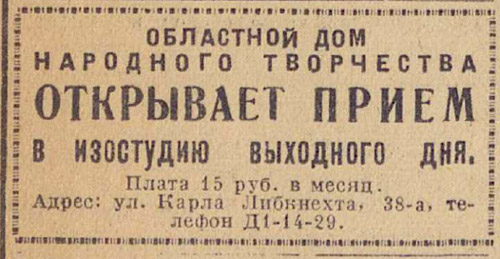 ОБЛАСТНОЙ ДОМ
НАРОДНОГО ТВОРЧЕСТВА
ОТКРЫВАЕТ ПРИЕМ
В ИЗОСТУДИЮ ВЫХОДНОГО ДНЯ.
Плата 15 руб. в месяц.
Адрес: ул. Карла Либкнехта, 38-а, те-
лефон Д1-14-29.